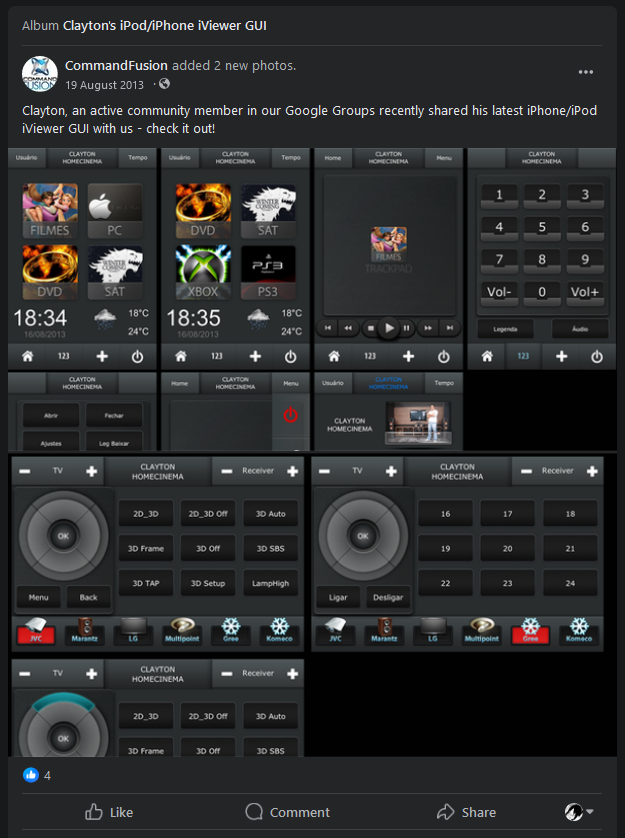 Album Clayton's iPod/iPhone iViewer GUI
COMMAND
FUSION
CommandFusion added 2 new photos.
19 August 2013 ·
Clayton, an active community member in our Google Groups recently shared his latest iPhone/iPod
iViewer GUI with us - check it out!
Usuário CLAYTON HOMECINEMA Tempo
FILMES PC
DVD WINTER IS COMING SAT
18:34 18°C
16/08/2013 24°C
123
Usuário CLAYTON HOMECINEMA Tempo
DVD WINTER IS COMING SAT
XBOX PS3 PS3
18:35 18°C
16/08/2013 24°C
123
Home CLAYTON HOMECINEMA Menu
FILMES
TRACKPAD
123
CLAYTON
HOMECINEMA
1 2 3
4 5 6
7 8 9
Vol- 0 Vol+
Legenda Áudio
123
CLAYTON
HOMECINEMA
Abrir Fechar
Ajustes Leg Baixar
Home CLAYTON HOMECINEMA Menu
Usuário CLAYTON HOMECINEMA Tempo
CLAYTON
HOMECINEMA
TV CLAYTON HOMECINEMA Receiver
OK
2D_3D 2D_3D Off 3D Auto
3D Frame 3D Off 3D SBS
3D TAP 3D Setup LampHigh
Menu Back
JVC Marantz LG Multipoint Gree Komeco
TV CLAYTON HOMECINEMA Receiver
OK
16 17 18
19 20 21
22 23 24
Ligar Desligar
JVC Marantz LG Multipoint Gree Komeco
TV CLAYTON HOMECINEMA Receiver
OK
2D_3D 2D_3D Off 3D Auto
3D Frame 3D Off 3D SBS
4
Like Comment Share